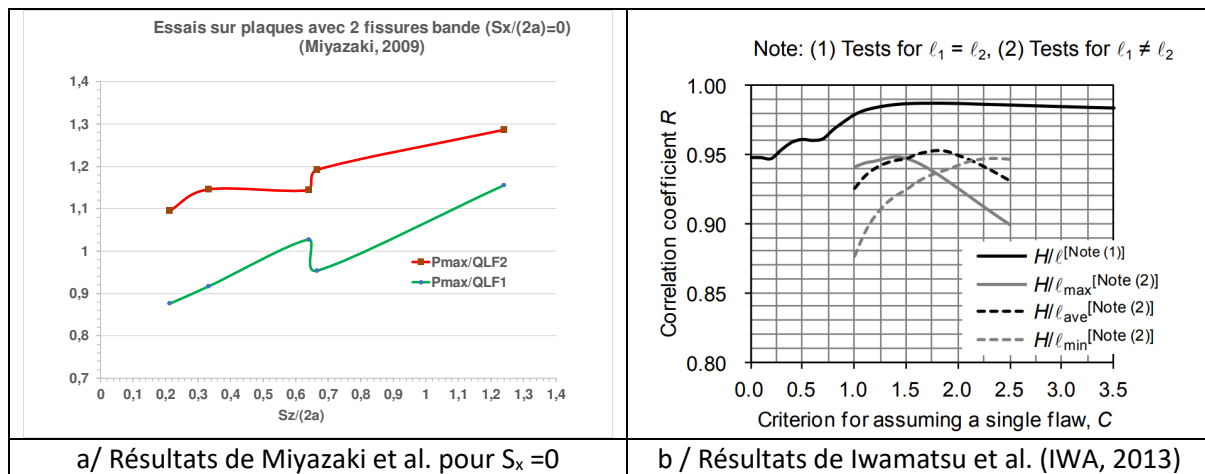 Essais sur plaques avec 2 fissures bande (Sx/(2a)=0)
(Miyazaki, 2009)
1,4
1,3
1,2
1,1
1
0,9
0,8
0,7
Pmax/QLF2
Pmax/QLF1
0 0,1 0,2 0,3 0,4 0,5 0,6 0,7 0,8 0,9 1 1,1 1,2 1,3 1,4
Sz/(2a)
a/ Résultats de Miyazaki et al. pour Sₓ =0
Note: (1) Tests for ℓ₁ = ℓ₂, (2) Tests for ℓ₁ ≠ ℓ₂
Correlation coefficient R
1.00
0.95
0.90
0.85
0.80
H/ℓ[Note (1)]
H/ℓmax[Note (2)]
H/ℓave[Note (2)]
H/ℓmin[Note (2)]
0.0 0.5 1.0 1.5 2.0 2.5 3.0 3.5
Criterion for assuming a single flaw, C
b / Résultats de Iwamatsu et al. (IWA, 2013)